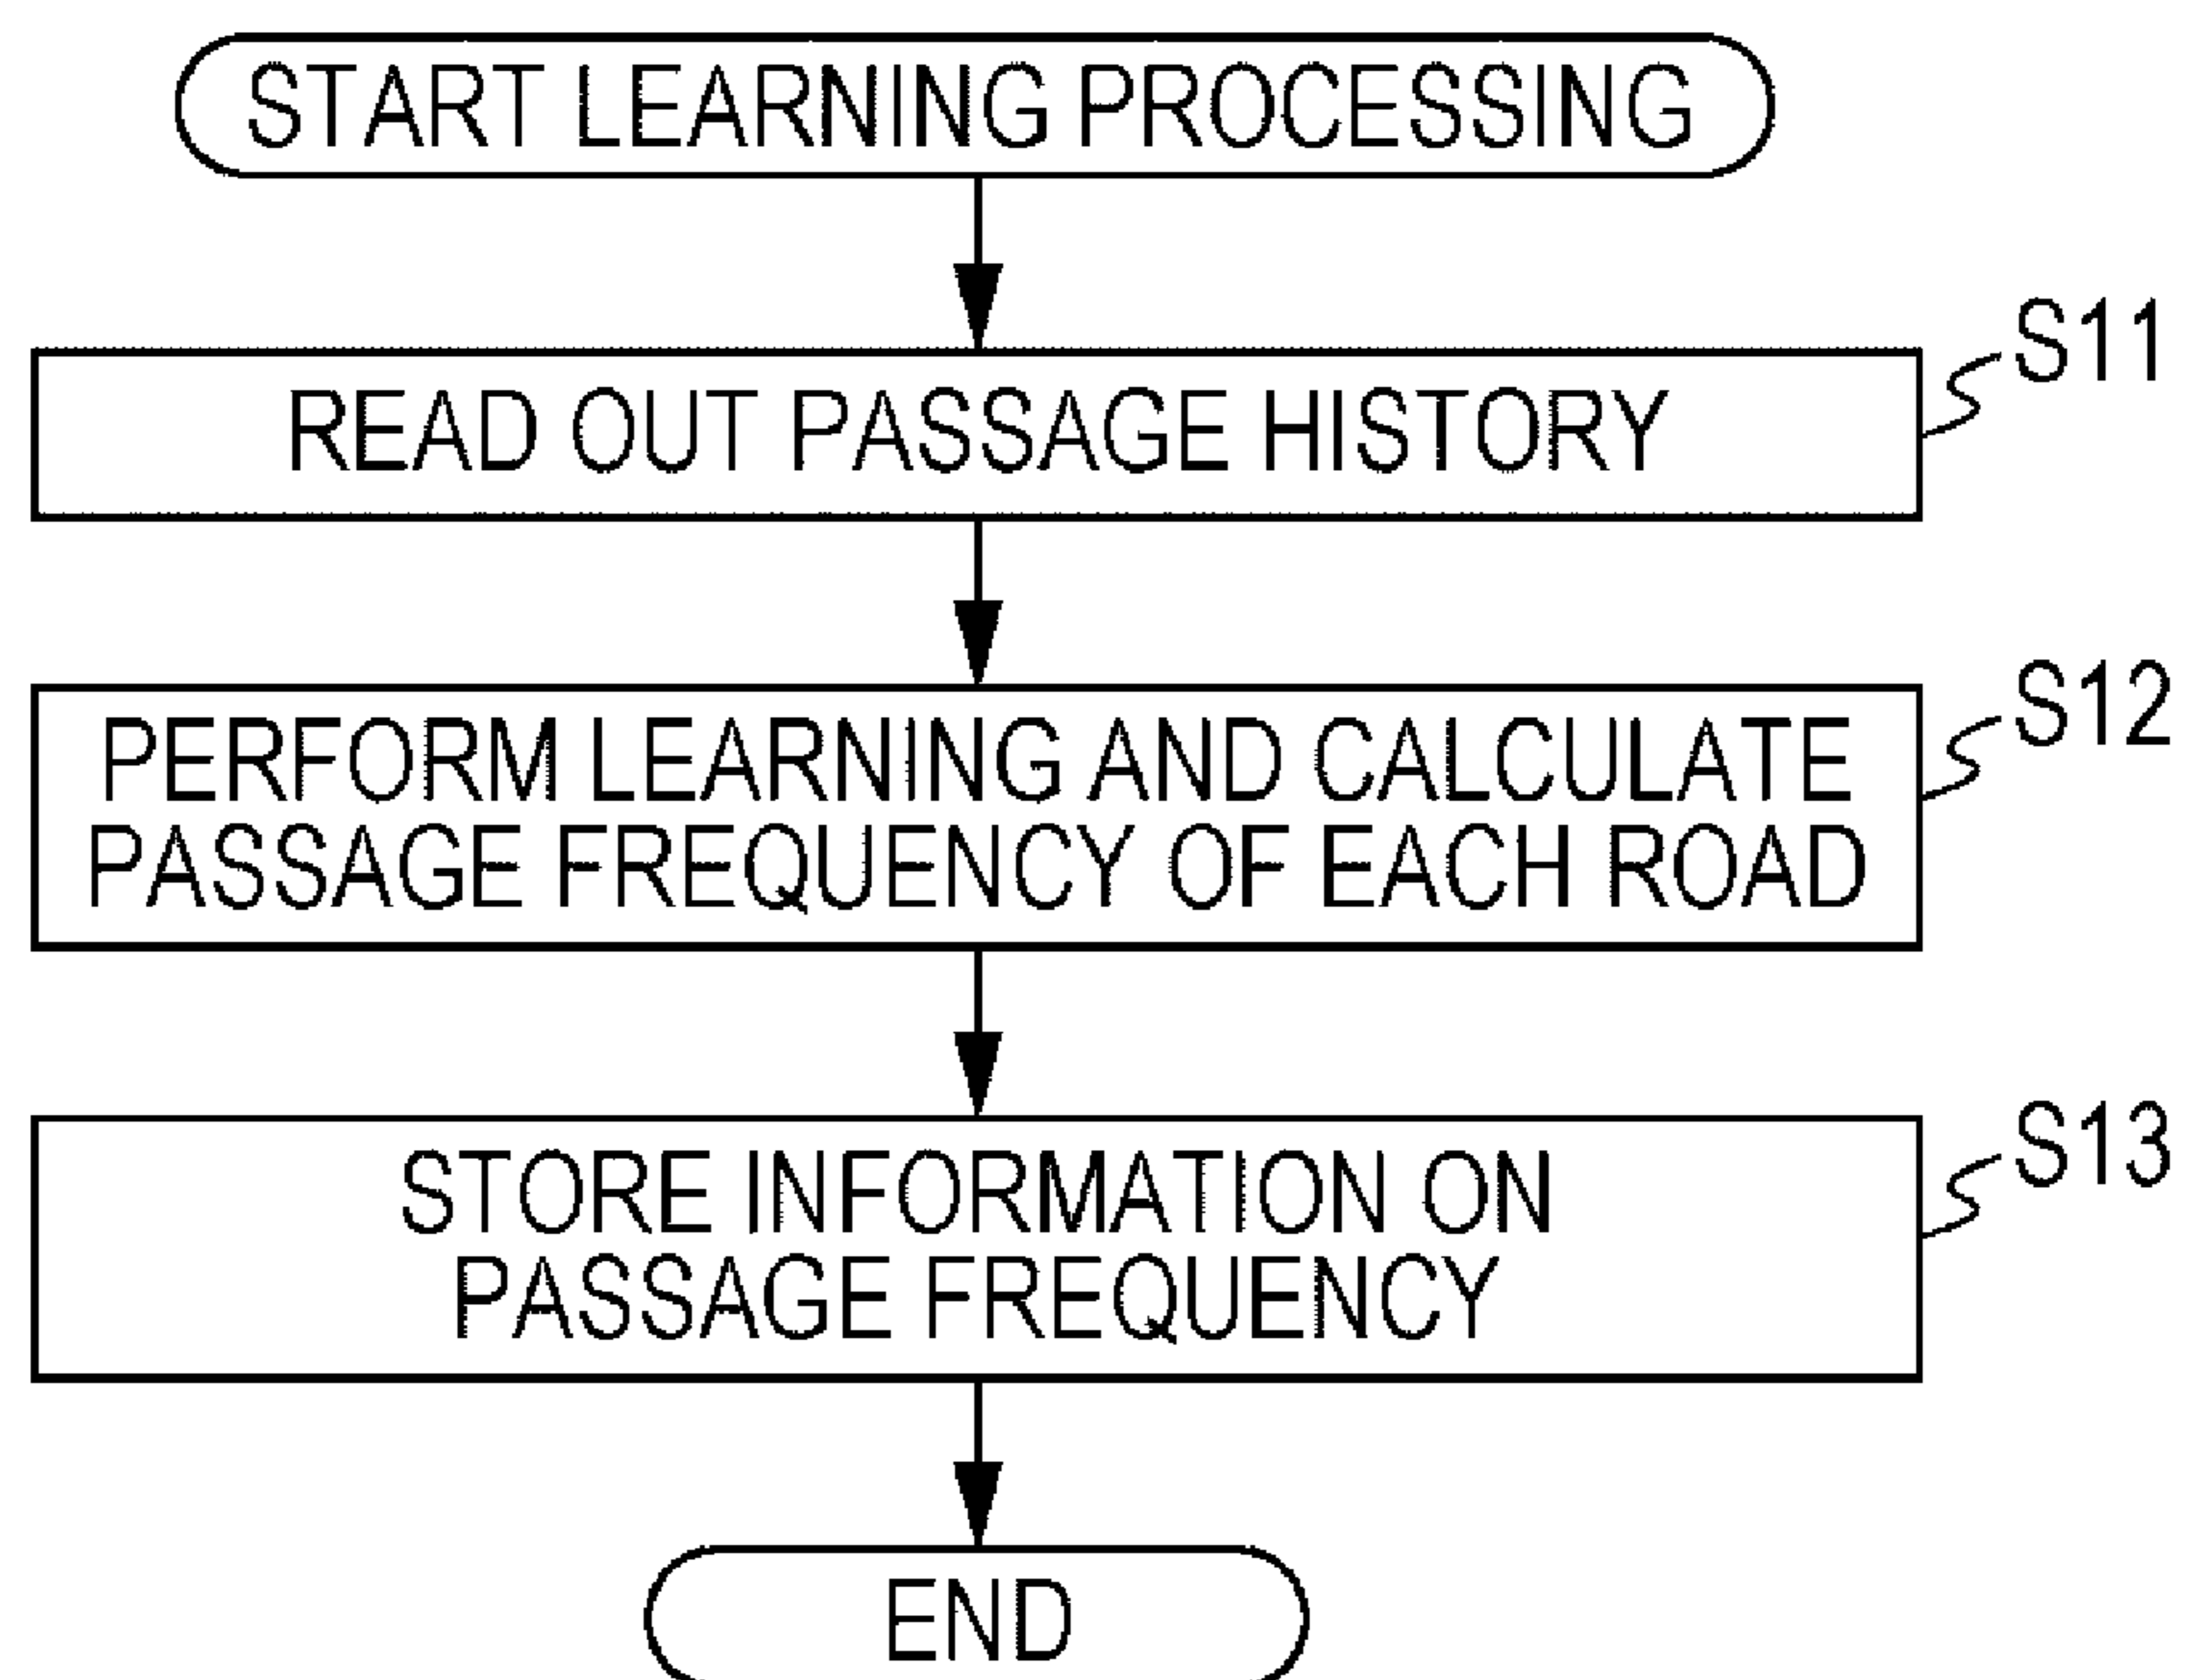 START LEARNING PROCESSING
S11
READ OUT PASSAGE HISTORY
S12
PERFORM LEARNING AND CALCULATE
PASSAGE FREQUENCY OF EACH ROAD
S13
STORE INFORMATION ON
PASSAGE FREQUENCY
END